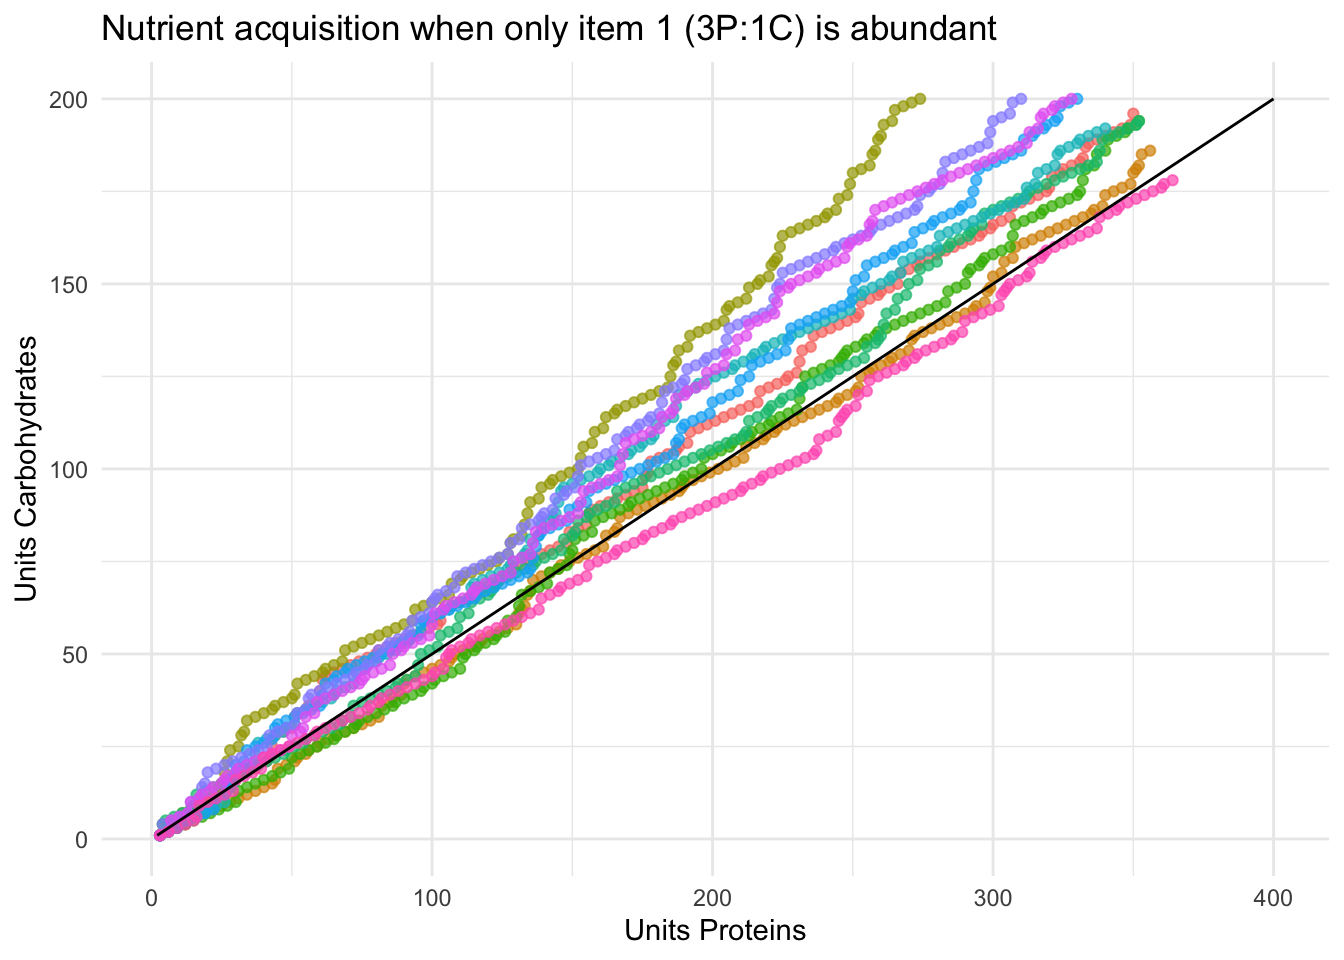 Nutrient acquisition when only item 1 (3P:1C) is abundant
Units Carbohydrates
200
150
100
50
0
0 100 200 300 400
Units Proteins